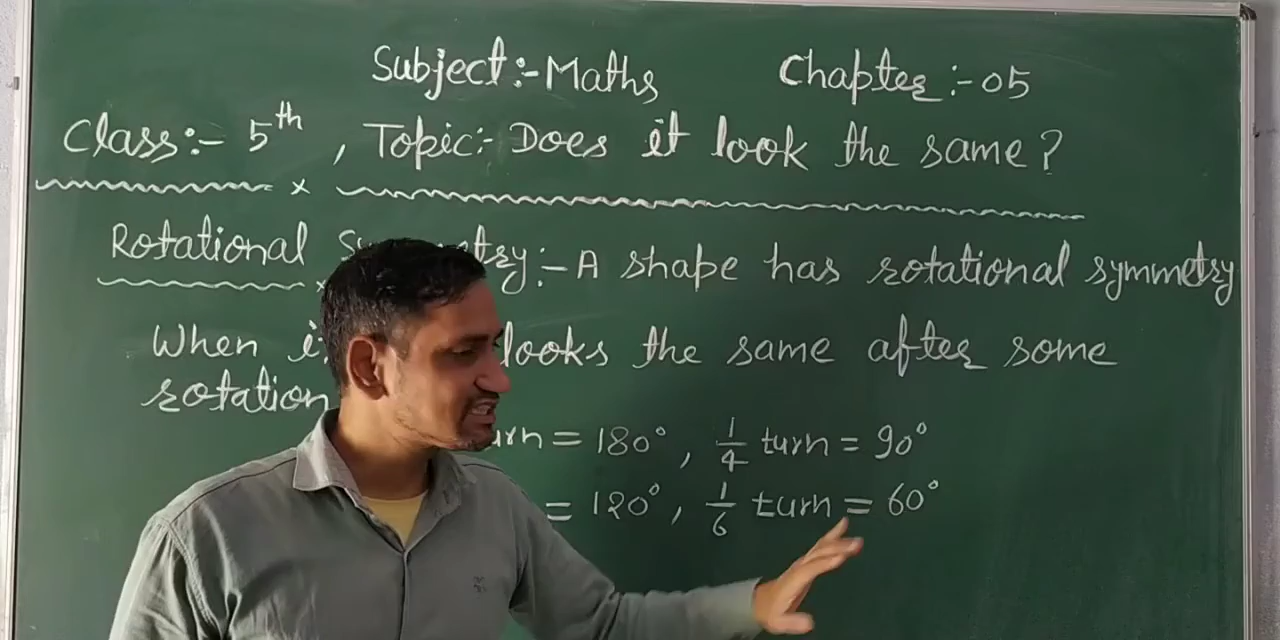 Subject:- Maths Chapter :- 05
Class:- 5th , Topic:- Does it look the same?
Rotational :- A shape has rotational symmetry
When looks the same after some
rotation
= 180°, 1/4 turn = 90°
= 120°, 1/6 turn = 60°